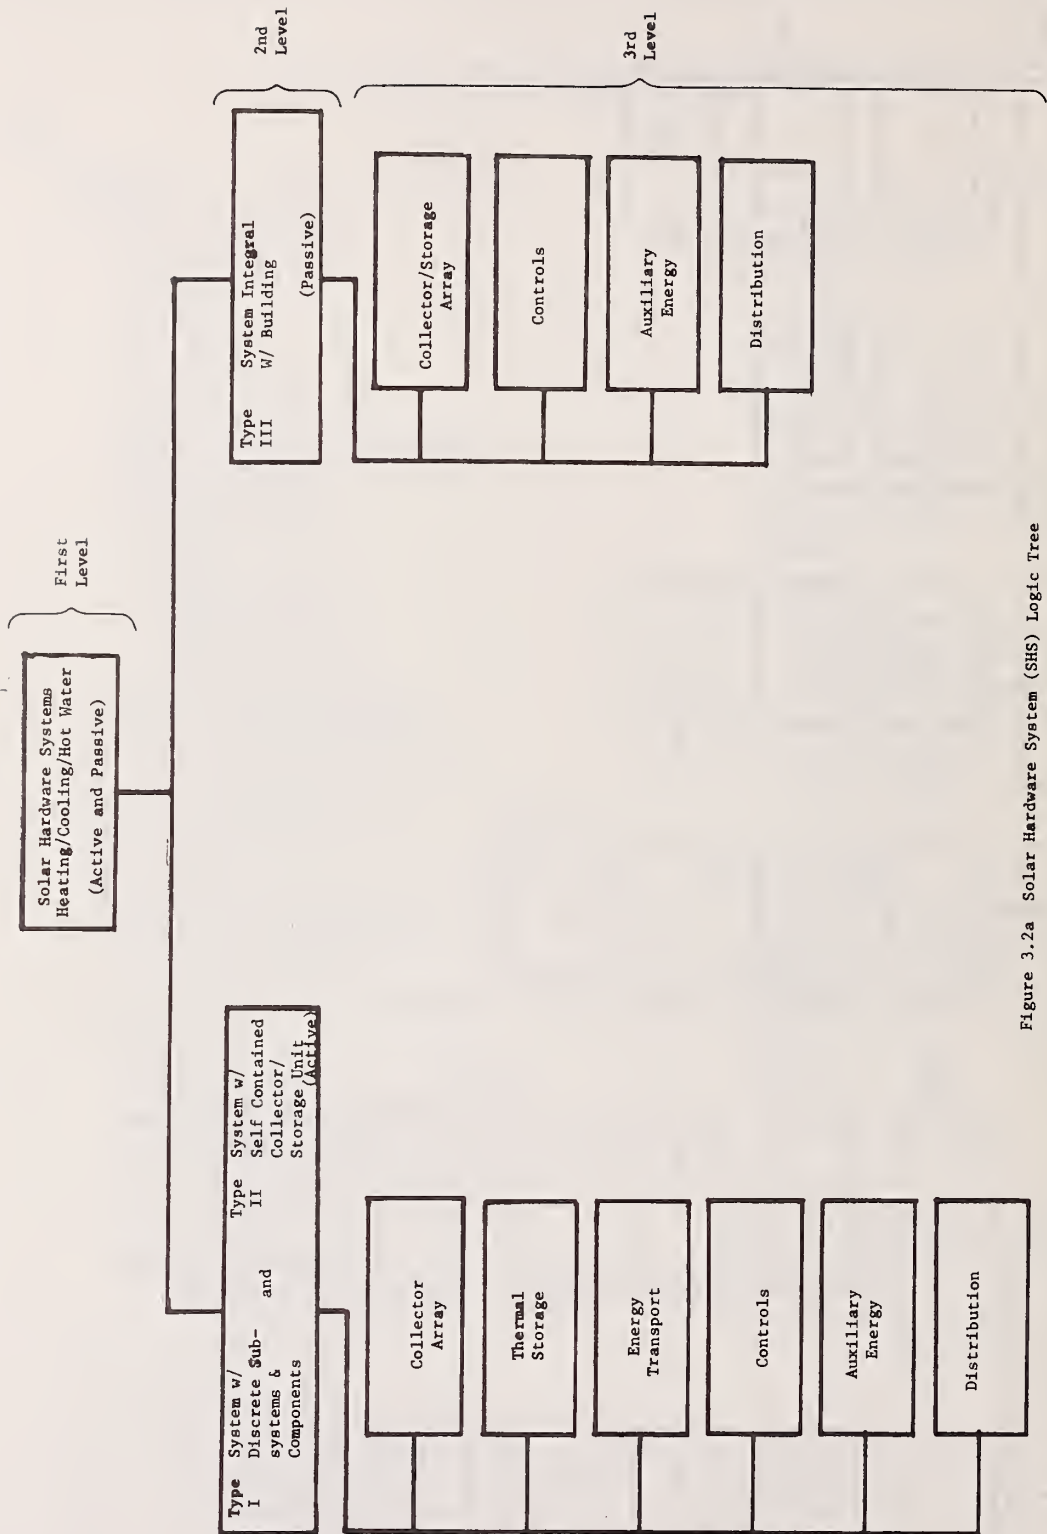 Solar Hardware Systems
Heating/Cooling/Hot Water
(Active and Passive)
First
Level
Type System w/
I Discrete Sub-
systems &
Components
and
Type System w/
II Self Contained
Collector/
Storage Unit
(Active)
Type System Integral
III W/ Building
(Passive)
2nd
Level
Collector
Array
Thermal
Storage
Energy
Transport
Controls
Auxiliary
Energy
Distribution
Collector/Storage
Array
Controls
Auxiliary
Energy
Distribution
3rd
Level
Figure 3.2a Solar Hardware System (SHS) Logic Tree